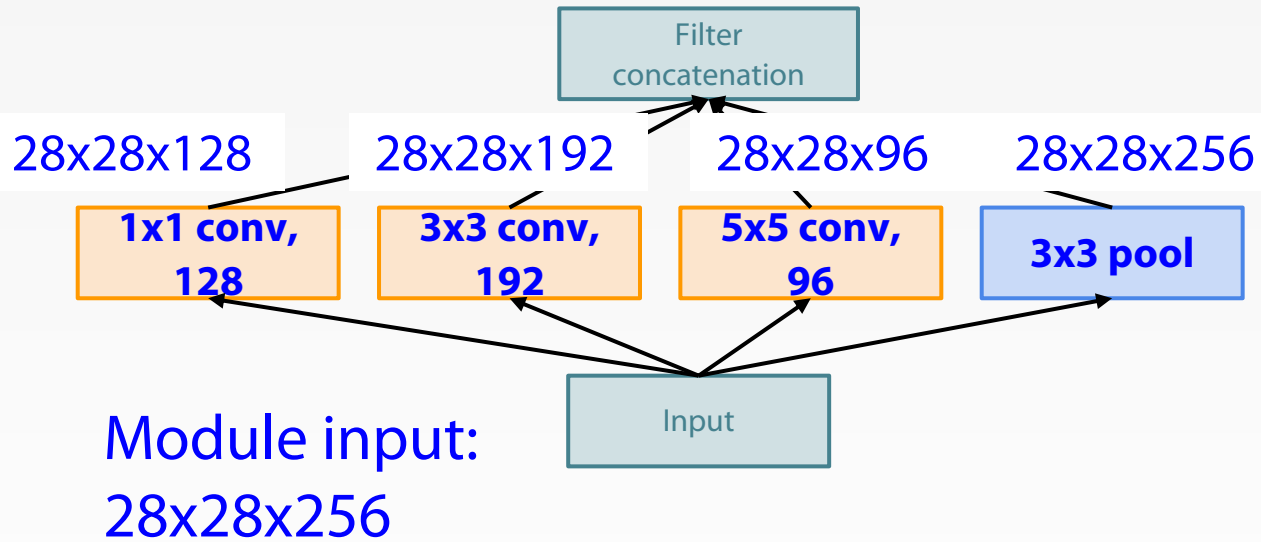 Filter
concatenation
28x28x128
28x28x192
28x28x96
28x28x256
1x1 conv,
128
3x3 conv,
192
5x5 conv,
96
3x3 pool
Input
Module input:
28x28x256